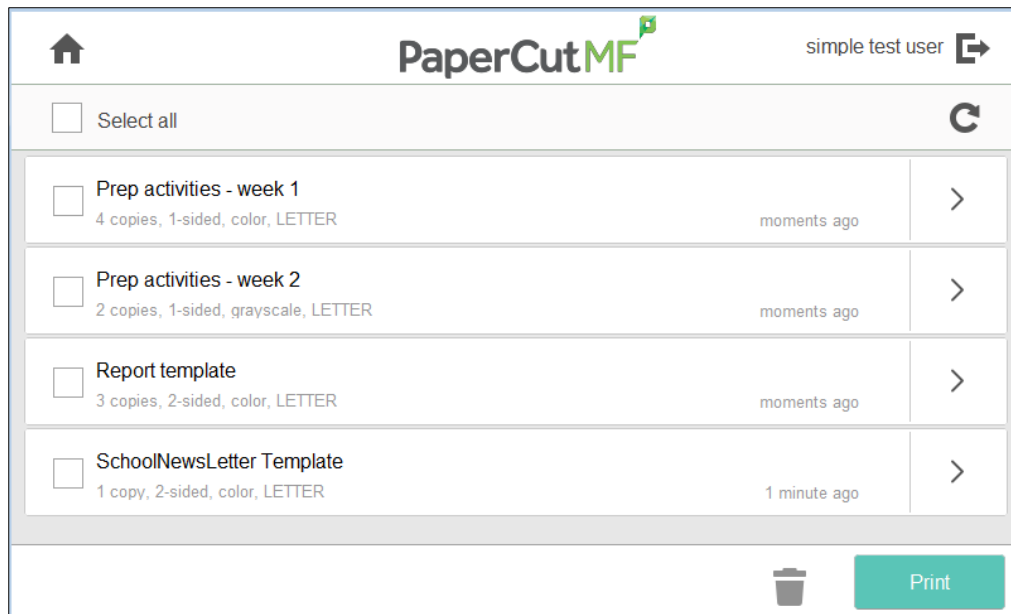 PaperCutMF
simple test user
Select all
Prep activities - week 1
4 copies, 1-sided, color, LETTER
moments ago
Prep activities - week 2
2 copies, 1-sided, grayscale, LETTER
moments ago
Report template
3 copies, 2-sided, color, LETTER
moments ago
SchoolNewsLetter Template
1 copy, 2-sided, color, LETTER
1 minute ago
Print